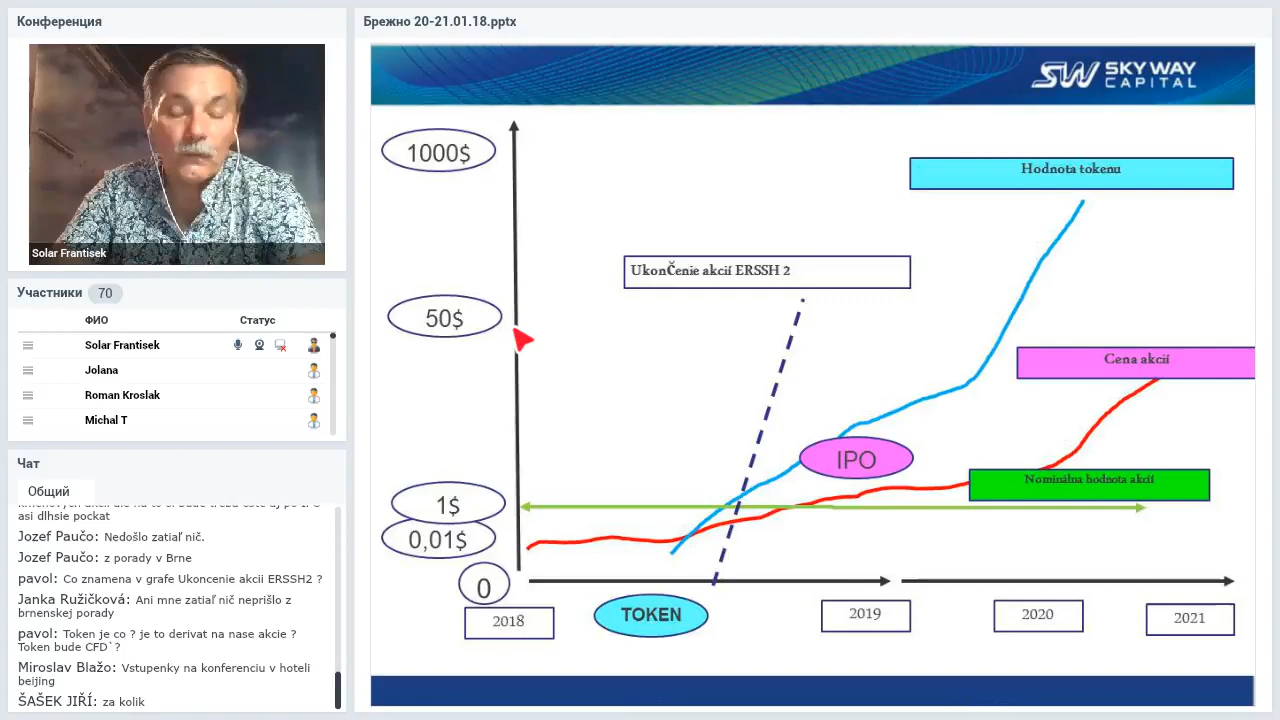 Конференция
Solar Frantisek
Участники 70
ФИО Статус
Solar Frantisek
Jolana
Roman Kroslak
Michal T
Чат
Общий
asi dlhsie pockat
Jozef Paučo: Nedošlo zatiaľ nič.
Jozef Paučo: z porady v Brne
pavol: Co znamena v grafe Ukoncenie akcii ERSSH2 ?
Janka Ružičková: Ani mne zatiaľ nič neprišlo z
brnenskej porady
pavol: Token je co ? je to derivat na nase akcie ?
Token bude CFD`?
Miroslav Blažo: Vstupenky na konferenciu v hoteli
beijing
ŠAŠEK JIŘÍ: za kolik
Брежно 20-21.01.18.pptx
SW SKY WAY
CAPITAL
1000$
Hodnota tokenu
UkonČenie akcií ERSSH 2
50$
Cena akcií
IPO
Nominálna hodnota akcií
1$
0,01$
0
2018
TOKEN
2019
2020
2021